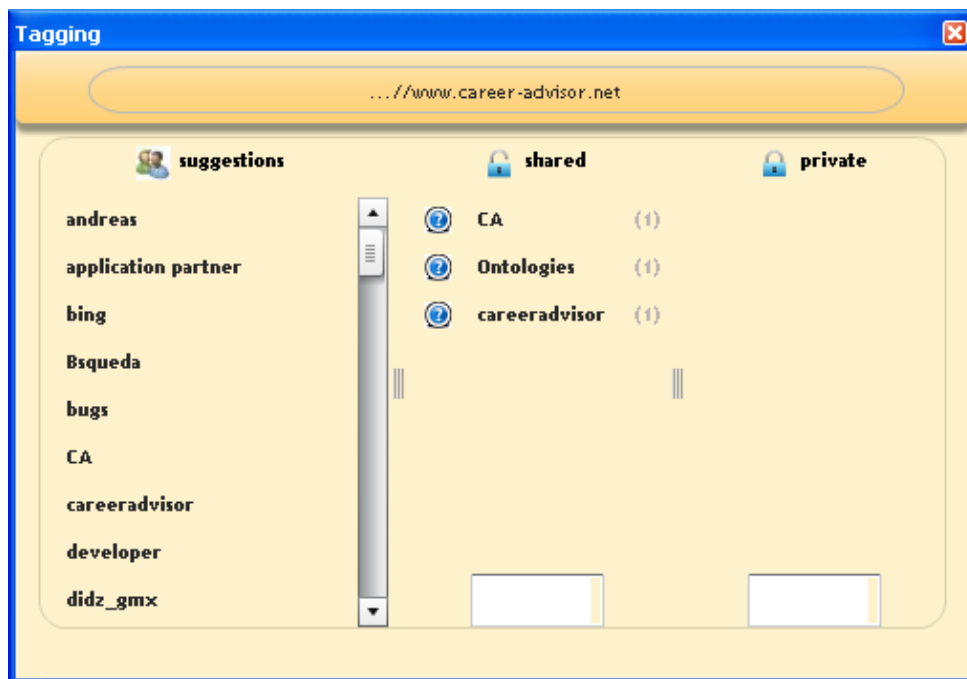 Tagging
...//www.career-advisor.net
suggestions
shared
private
andreas
application partner
bing
Bsqueda
bugs
CA
careeradvisor
developer
didz_gmx
CA (1)
Ontologies (1)
careeradvisor (1)